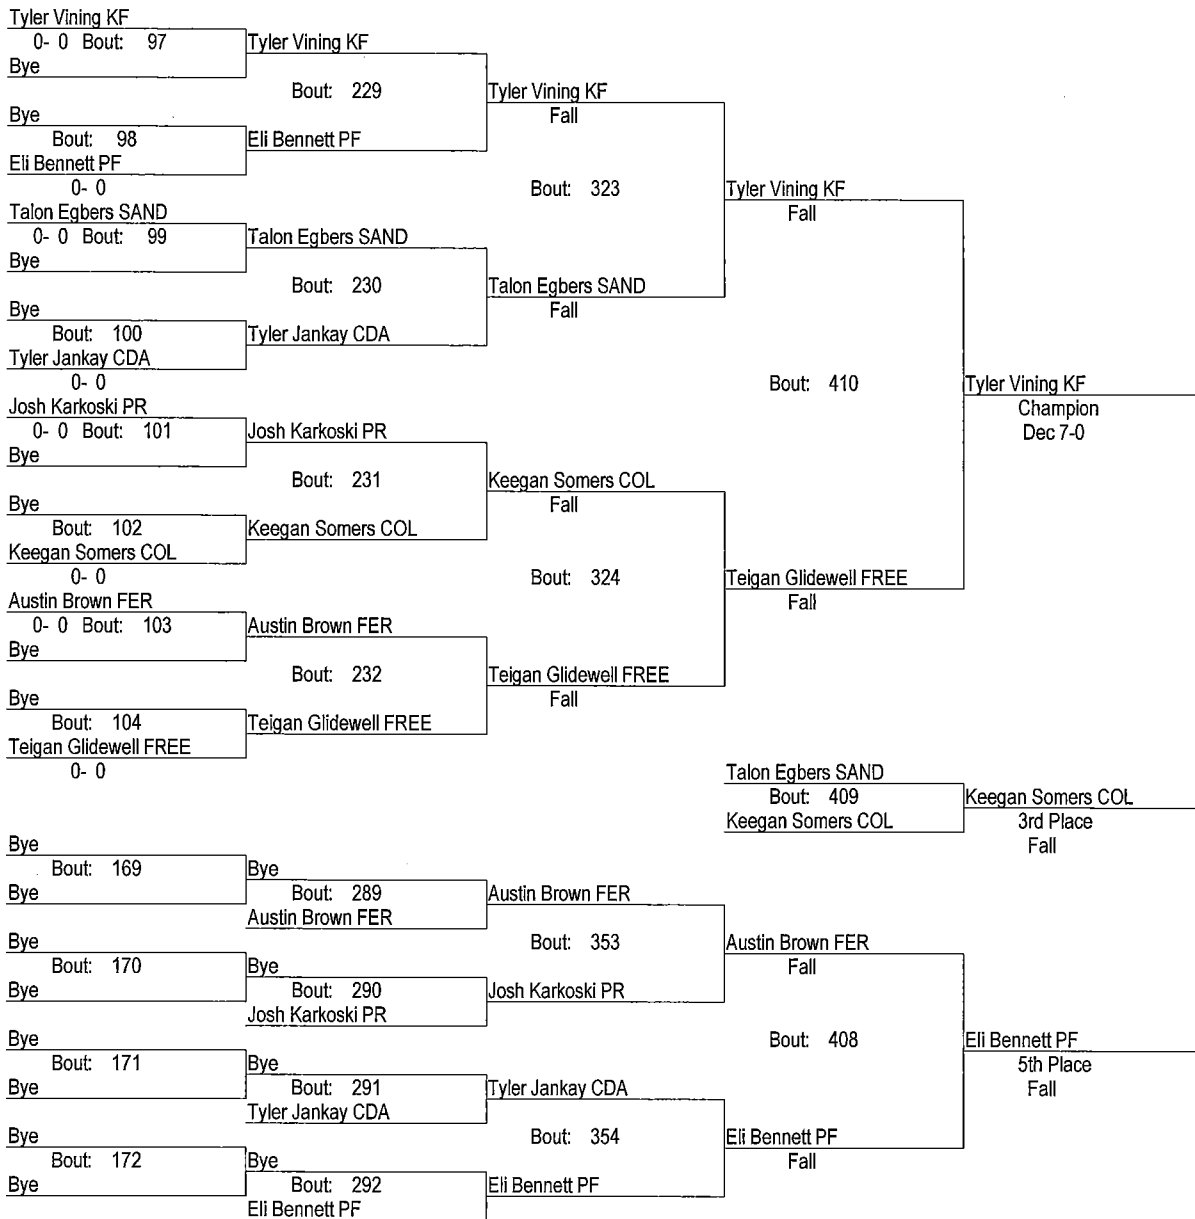 Tyler Vining KF
0- 0 Bout: 97
Bye
Bye
Bout: 98
Eli Bennett PF
0- 0
Talon Egbers SAND
0- 0 Bout: 99
Bye
Bye
Bout: 100
Tyler Jankay CDA
0- 0
Josh Karkoski PR
0- 0 Bout: 101
Bye
Bye
Bout: 102
Keegan Somers COL
0- 0
Austin Brown FER
0- 0 Bout: 103
Bye
Bye
Bout: 104
Teigan Glidewell FREE
0- 0
Tyler Vining KF
Bout: 229
Eli Bennett PF
Talon Egbers SAND
Bout: 230
Tyler Jankay CDA
Josh Karkoski PR
Bout: 231
Keegan Somers COL
Austin Brown FER
Bout: 232
Teigan Glidewell FREE
Tyler Vining KF
Fall
Bout: 323
Talon Egbers SAND
Fall
Keegan Somers COL
Fall
Bout: 324
Teigan Glidewell FREE
Fall
Tyler Vining KF
Fall
Bout: 410
Teigan Glidewell FREE
Fall
Tyler Vining KF
Champion
Dec 7-0
Talon Egbers SAND
Bout: 409
Keegan Somers COL
Keegan Somers COL
3rd Place
Fall
Bye
Bout: 169
Bye
Bye
Bout: 170
Bye
Bye
Bout: 171
Bye
Bye
Bout: 172
Bye
Bye
Bout: 289
Austin Brown FER
Bye
Bout: 290
Josh Karkoski PR
Bye
Bout: 291
Tyler Jankay CDA
Bye
Bout: 292
Eli Bennett PF
Austin Brown FER
Bout: 353
Josh Karkoski PR
Tyler Jankay CDA
Bout: 354
Eli Bennett PF
Austin Brown FER
Fall
Bout: 408
Eli Bennett PF
Fall
Eli Bennett PF
5th Place
Fall